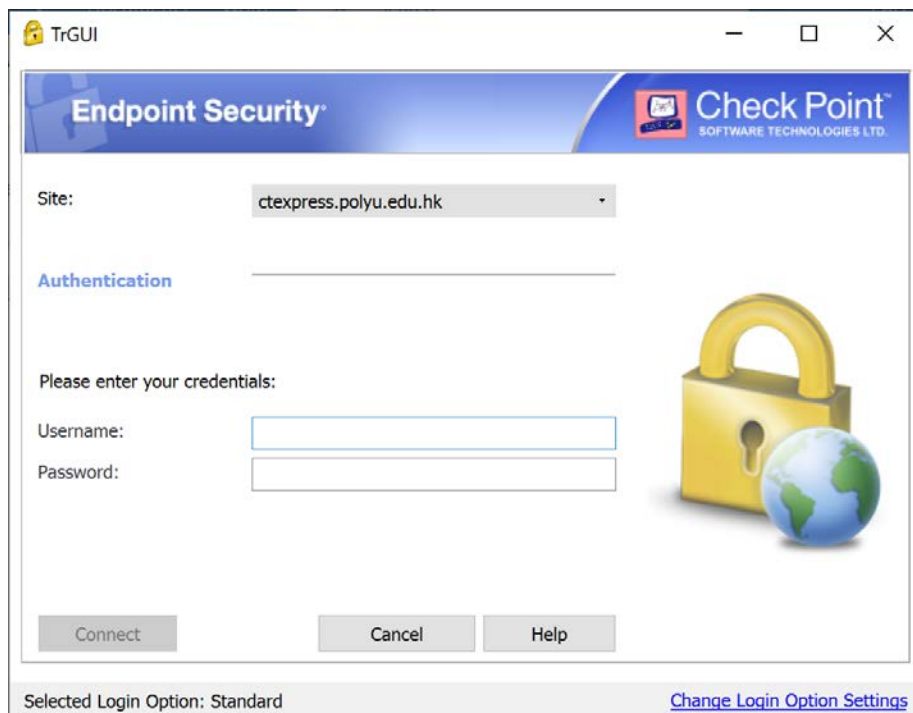 TrGUI
Endpoint Security®
Check Point™
SOFTWARE TECHNOLOGIES LTD.
Site:
ctexpress.polyu.edu.hk
Authentication
Please enter your credentials:
Username:
Password:
Connect
Cancel
Help
Selected Login Option: Standard
Change Login Option Settings